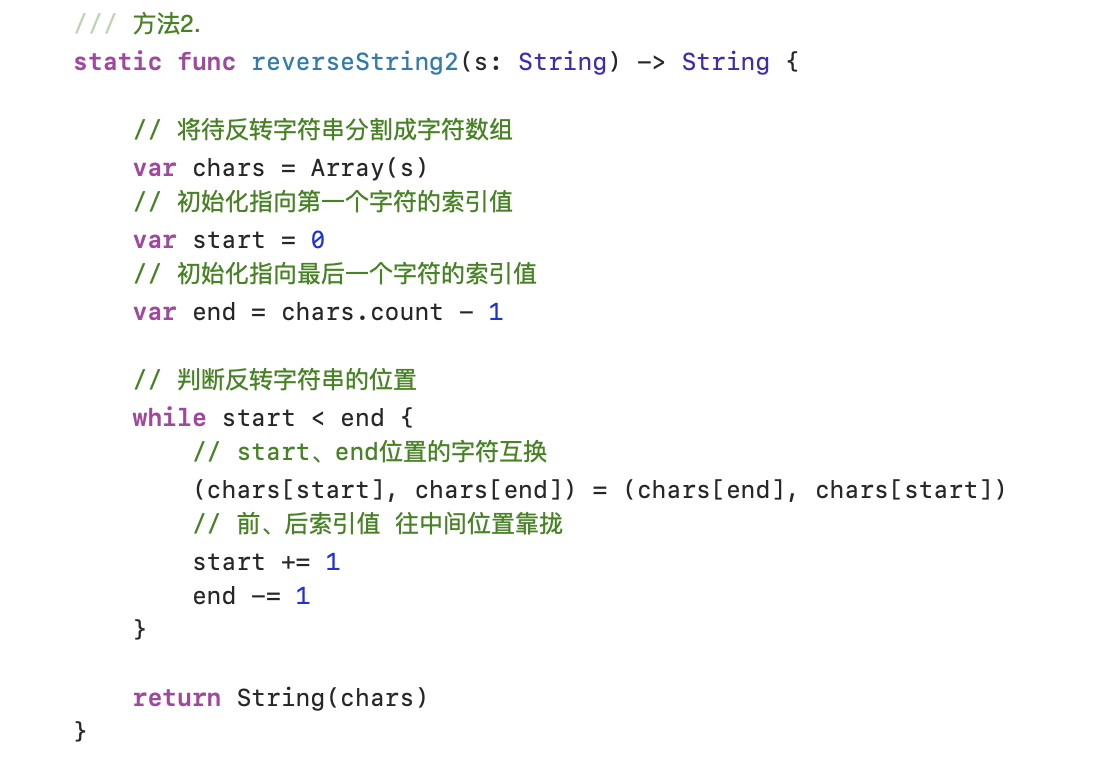 /// 方法2.
static func reverseString2(s: String) -> String {
// 将待反转字符串分割成字符数组
var chars = Array(s)
// 初始化指向第一个字符的索引值
var start = 0
// 初始化指向最后一个字符的索引值
var end = chars.count - 1
// 判断反转字符串的位置
while start < end {
// start、end位置的字符互换
(chars[start], chars[end]) = (chars[end], chars[start])
// 前、后索引值 往中间位置靠拢
start += 1
end -= 1
}
return String(chars)
}